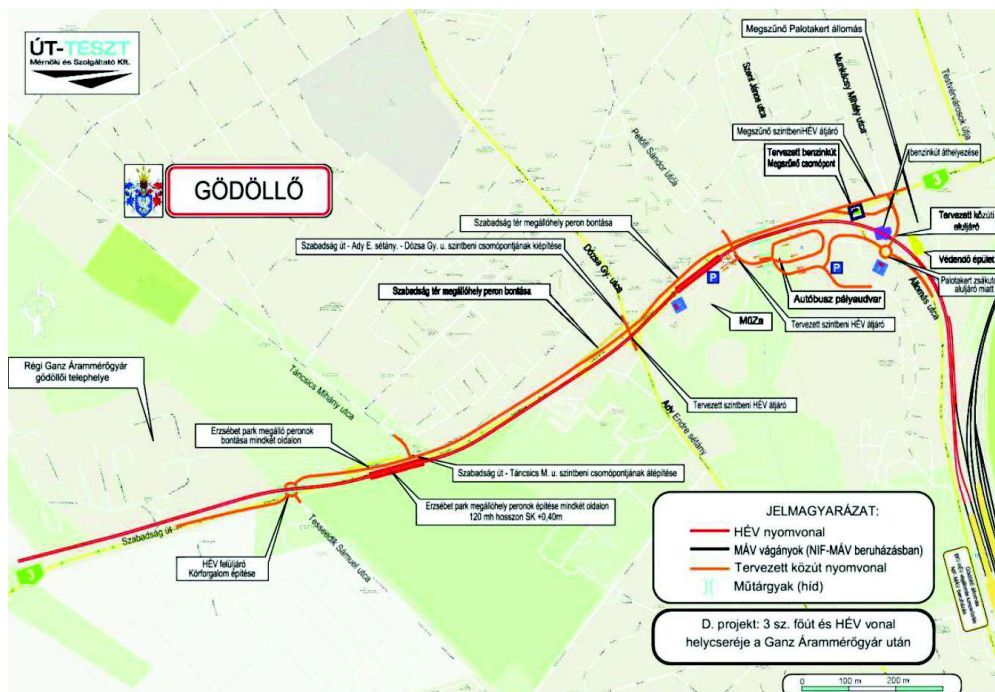 ÚT-TESZT
Mérnöki és Szolgáltató Kft.
GÖDÖLLŐ
Megszűnő Palotakert állomás
Szent János utca
Munkácsy Mihály utca
Testvérvárosok útja
Petőfi Sándor utca
Megszűnő szintbeni HÉV átjáró
Tervezett benzinkút
Megszűnő csomópont
benzinkút áthelyezése
3
Szabadság tér megállóhely peron bontása
Szabadság út - Ady E. sétány. - Dózsa Gy. u. szintbeni csomópontjának kiépítése
Dózsa Gy. utca
Tervezett közúti
aluljáró
Védendő épület
Palotakert zsákutca
aluljáró miatt
P
P
Szabadság tér megállóhely peron bontása
Autóbusz pályaudvar
Állomás utca
MűZa
Tervezett szintbeni HÉV átjáró
Régi Ganz Árammérőgyár
gödöllői telephelye
Táncsics Mihány utca
Tervezett szintbeni HÉV átjáró
Ady Endre sétány
Erzsébet park megálló peronok
bontása mindkét oldalon
Szabadság út - Táncsics M. u. szintbeni csomópontjának átépítése
Erzsébet park megállóhely peronok építése mindkét oldalon
120 mh hosszon SK +0,40m
Szabadság út
3
HÉV felüljáró
Körforgalom építése
Tessedik Sámuel utca
JELMAGYARÁZAT:
HÉV nyomvonal
MÁV vágányok (NIF-MÁV beruházásban)
Tervezett közút nyomvonal
Műtárgyak (híd)
D. projekt: 3 sz. főút és HÉV vonal
helycseréje a Ganz Árammérőgyár után
0 100 m 200 m